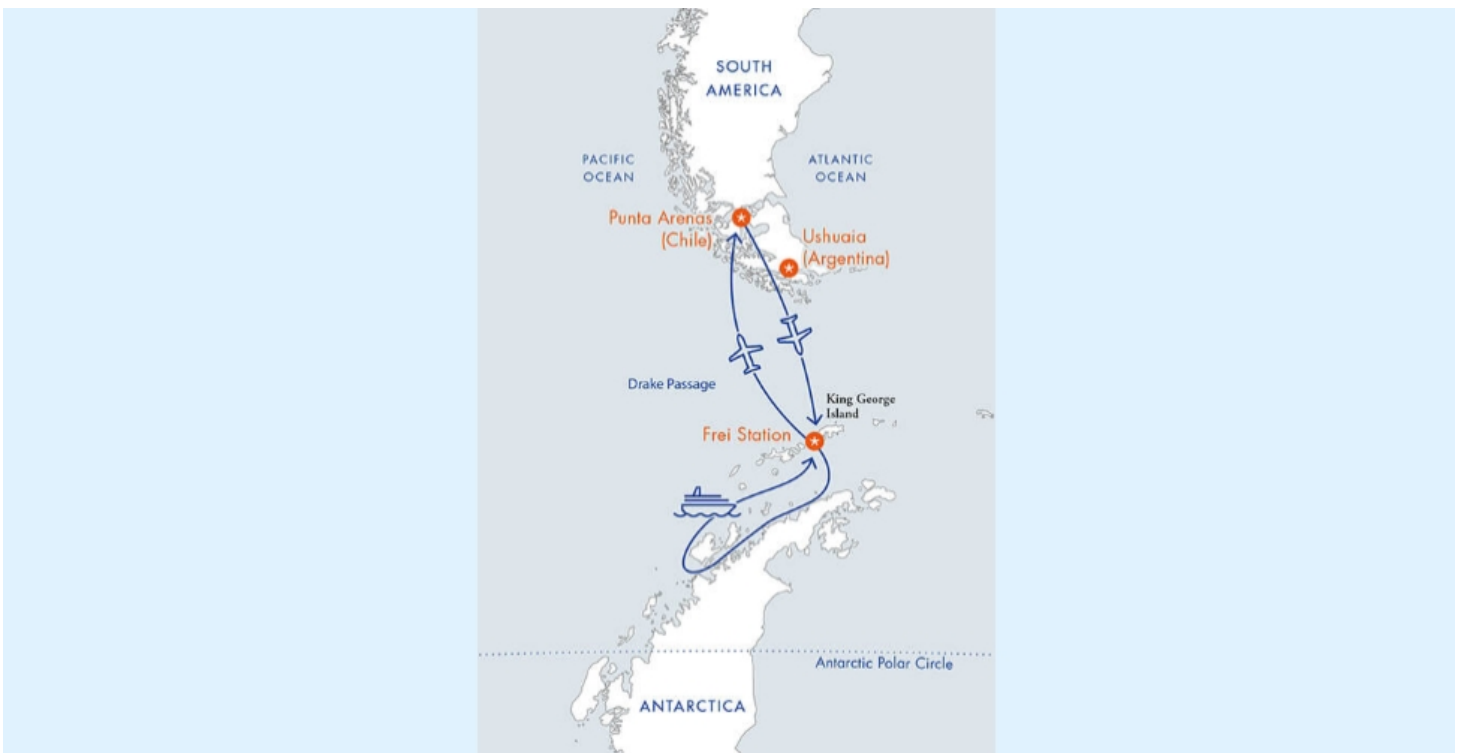 SOUTH
AMERICA
PACIFIC
OCEAN
ATLANTIC
OCEAN
Punta Arenas
(Chile)
Ushuaia
(Argentina)
Drake Passage
King George
Island
Frei Station
Antarctic Polar Circle
ANTARCTICA